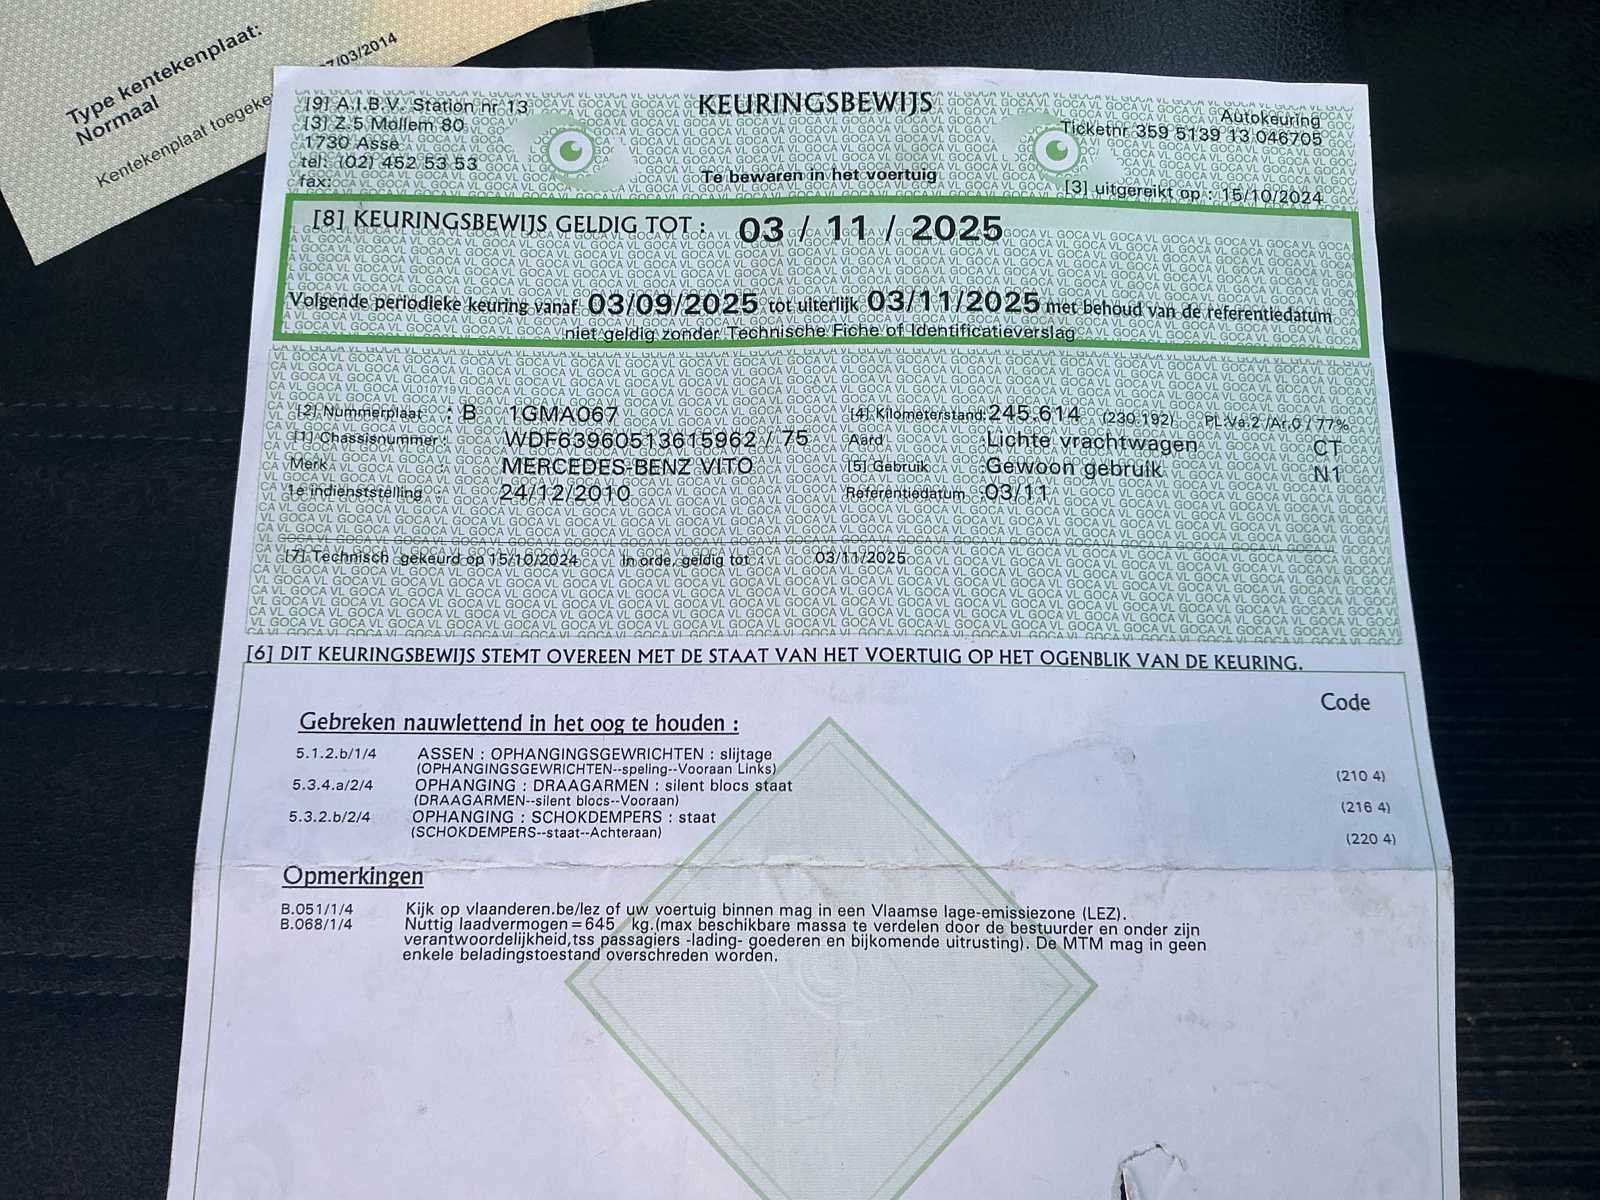 Type kentekenplaat:
Normaal
Kentekenplaat toegeke
7/03/2014
[9] A.I.B.V. Station nr 13
[3] Z.5 Mollem 80
1730 Asse
tel: (02) 452 53 53
fax:
KEURINGSBEWIJS
Te bewaren in het voertuig
Autokeuring
Ticketnr 359 5139 13 046705
[3] uitgereikt op : 15/10/2024
[8] KEURINGSBEWIJS GELDIG TOT : 03 / 11 / 2025
Volgende periodieke keuring vanaf 03/09/2025 tot uiterlijk 03/11/2025 met behoud van de referentiedatum
niet geldig zonder Technische Fiche of Identificatieverslag
[2] Nummerplaat : B 1GMA067
[4] Kilometerstand: 245.614 (230.192) PL:Va.2 /Ar.0 / 77%
[1] Chassisnummer : WDF63960513615962 / 75
Aard :Lichte vrachtwagen CT
Merk : MERCEDES-BENZ VITO
[5] Gebruik :Gewoon gebruik N1
1e indienststelling 24/12/2010
Referentiedatum :03/11
[7] Technisch gekeurd op 15/10/2024 In orde, geldig tot : 03/11/2025
[6] DIT KEURINGSBEWIJS STEMT OVEREEN MET DE STAAT VAN HET VOERTUIG OP HET OGENBLIK VAN DE KEURING.
Code
Gebreken nauwlettend in het oog te houden :
5.1.2.b/1/4 ASSEN : OPHANGINGSGEWRICHTEN : slijtage
(OPHANGINGSGEWRICHTEN--speling--Vooraan Links) (210 4)
5.3.4.a/2/4 OPHANGING : DRAAGARMEN : silent blocs staat
(DRAAGARMEN--silent blocs--Vooraan) (216 4)
5.3.2.b/2/4 OPHANGING : SCHOKDEMPERS : staat
(SCHOKDEMPERS--staat--Achteraan) (220 4)
Opmerkingen
B.051/1/4 Kijk op vlaanderen.be/lez of uw voertuig binnen mag in een Vlaamse lage-emissiezone (LEZ).
B.068/1/4 Nuttig laadvermogen=645 kg.(max beschikbare massa te verdelen door de bestuurder en onder zijn
verantwoordelijkheid,tss passagiers -lading- goederen en bijkomende uitrusting). De MTM mag in geen
enkele beladingstoestand overschreden worden.